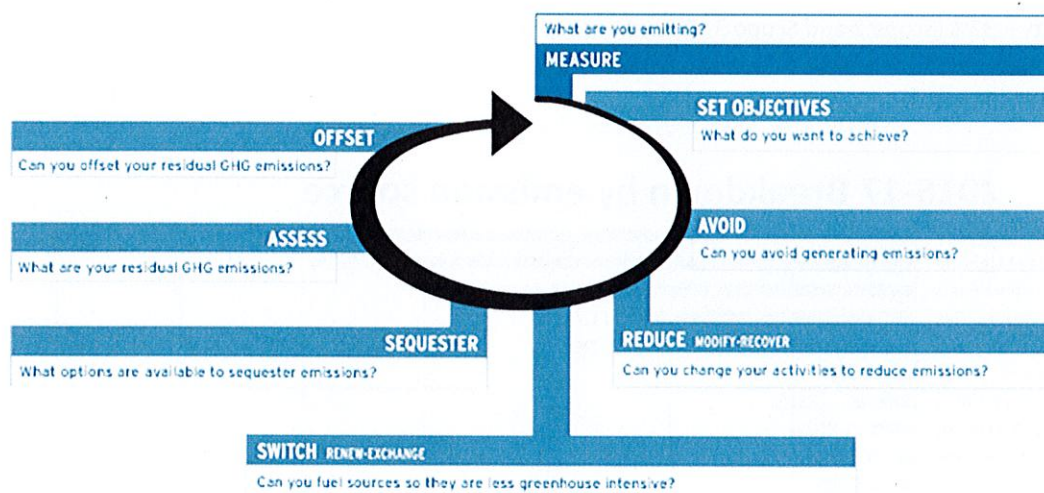 What are you emitting?
MEASURE
SET OBJECTIVES
What do you want to achieve?
AVOID
Can you avoid generating emissions?
REDUCE MODIFY-RECOVER
Can you change your activities to reduce emissions?
SWITCH RENEW-EXCHANGE
Can you fuel sources so they are less greenhouse intensive?
SEQUESTER
What options are available to sequester emissions?
ASSESS
What are your residual GHG emissions?
OFFSET
Can you offset your residual GHG emissions?